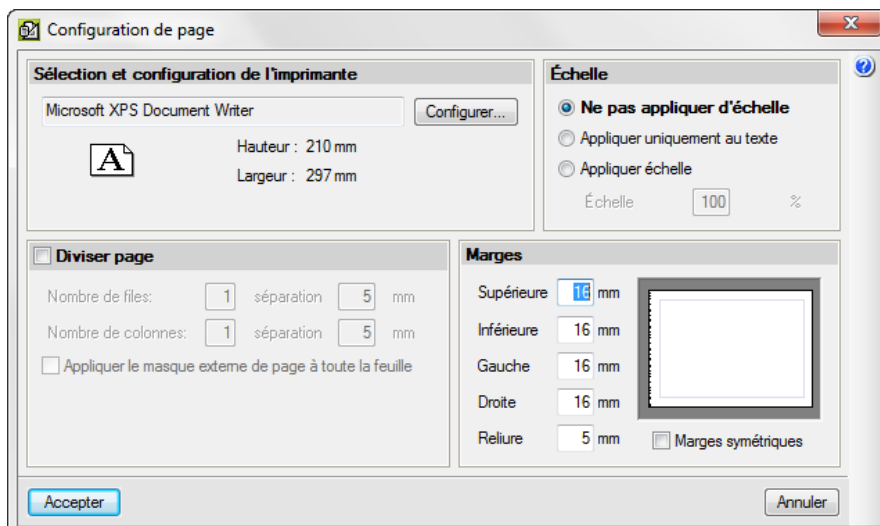 Configuration de page
Sélection et configuration de l'imprimante
Microsoft XPS Document Writer
Configurer...
A
Hauteur : 210 mm
Largeur : 297 mm
Échelle
Ne pas appliquer d'échelle
Appliquer uniquement au texte
Appliquer échelle
Échelle 100 %
Diviser page
Nombre de files: 1 séparation 5 mm
Nombre de colonnes: 1 séparation 5 mm
Appliquer le masque externe de page à toute la feuille
Marges
Supérieure 16 mm
Inférieure 16 mm
Gauche 16 mm
Droite 16 mm
Reliure 5 mm
Marges symétriques
Accepter
Annuler